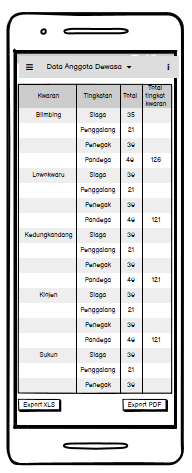 Data Anggota Dewasa
Kwaran Tingkatan Total Total tingkat kwaran
Blimbing Siaga 35
Penggalang 21
Penegak 30
Pandega 40 126
Lowokwaru Siaga 30
Penggalang 21
Penegak 30
Pandega 40 121
Kedungkandang Siaga 30
Penggalang 21
Penegak 30
Pandega 40 121
Klojen Siaga 30
Penggalang 21
Penegak 30
Pandega 40 121
Sukun Siaga 30
Penggalang 21
Penegak 30
Export XLS Export PDF